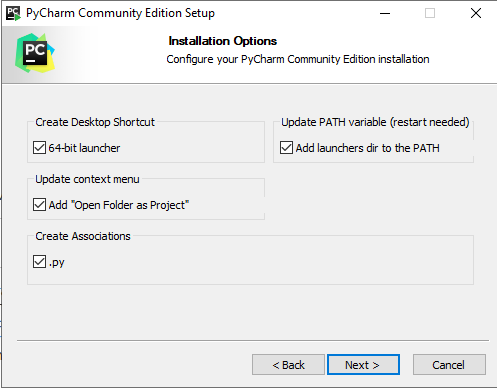 PC PyCharm Community Edition Setup
PC
Installation Options
Configure your PyCharm Community Edition installation
Create Desktop Shortcut
64-bit launcher
Update PATH variable (restart needed)
Add launchers dir to the PATH
Update context menu
Add "Open Folder as Project"
Create Associations
.py
< Back
Next >
Cancel